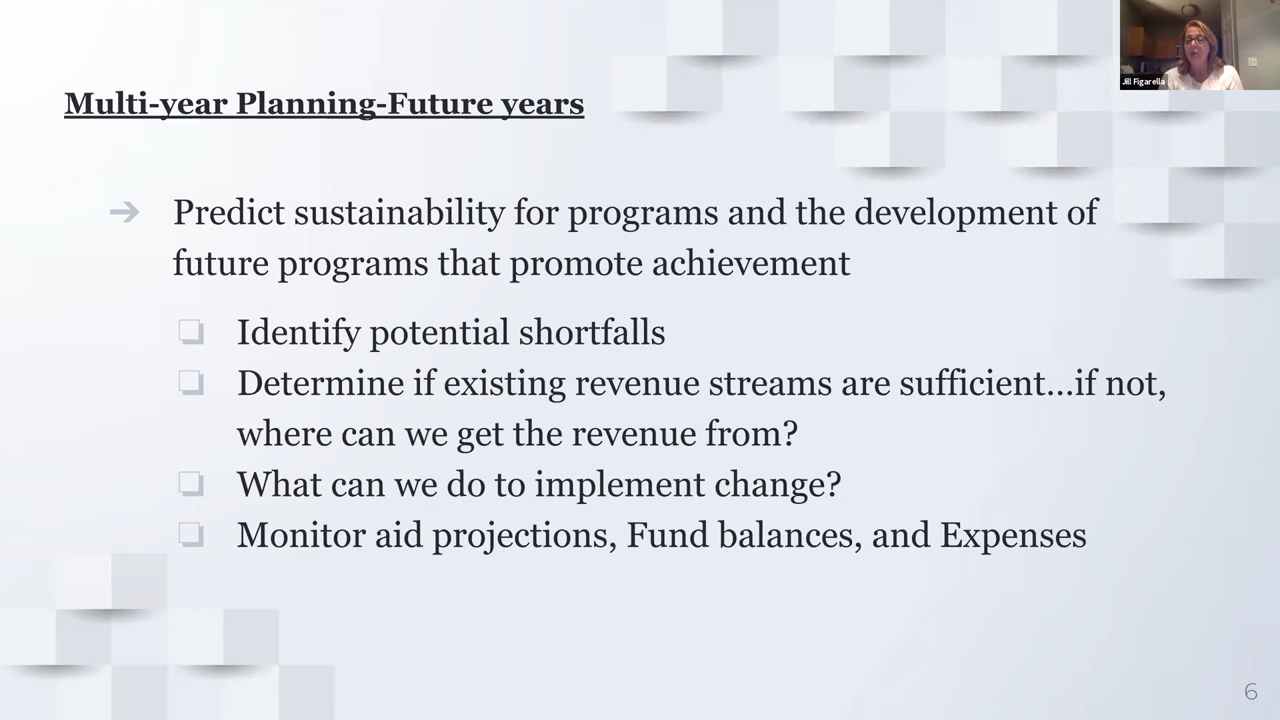 Jill Figarella
Multi-year Planning-Future years
➔ Predict sustainability for programs and the development of
future programs that promote achievement
❏ Identify potential shortfalls
❏ Determine if existing revenue streams are sufficient...if not,
where can we get the revenue from?
❏ What can we do to implement change?
❏ Monitor aid projections, Fund balances, and Expenses
6